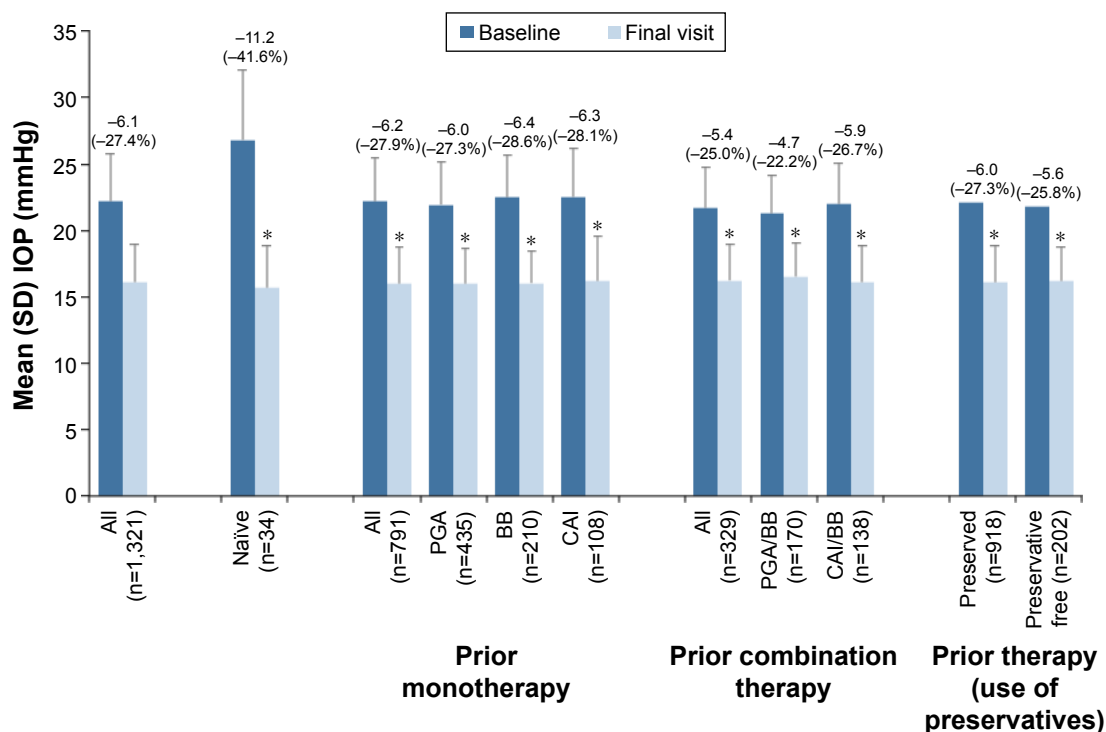 Baseline
Final visit
Mean (SD) IOP (mmHg)
35
30
25
20
15
10
5
0
–6.1
(–27.4%)
–11.2
(–41.6%)
*
–6.2
(–27.9%)
*
–6.0
(–27.3%)
*
–6.4
(–28.6%)
*
–6.3
(–28.1%)
*
–5.4
(–25.0%)
*
–4.7
(–22.2%)
*
–5.9
(–26.7%)
*
–6.0
(–27.3%)
*
–5.6
(–25.8%)
*
All
(n=1,321)
Naïve
(n=34)
All
(n=791)
PGA
(n=435)
BB
(n=210)
CAI
(n=108)
All
(n=329)
PGA/BB
(n=170)
CAI/BB
(n=138)
Preserved
(n=918)
Preservative
free (n=202)
Prior
monotherapy
Prior combination
therapy
Prior therapy
(use of
preservatives)